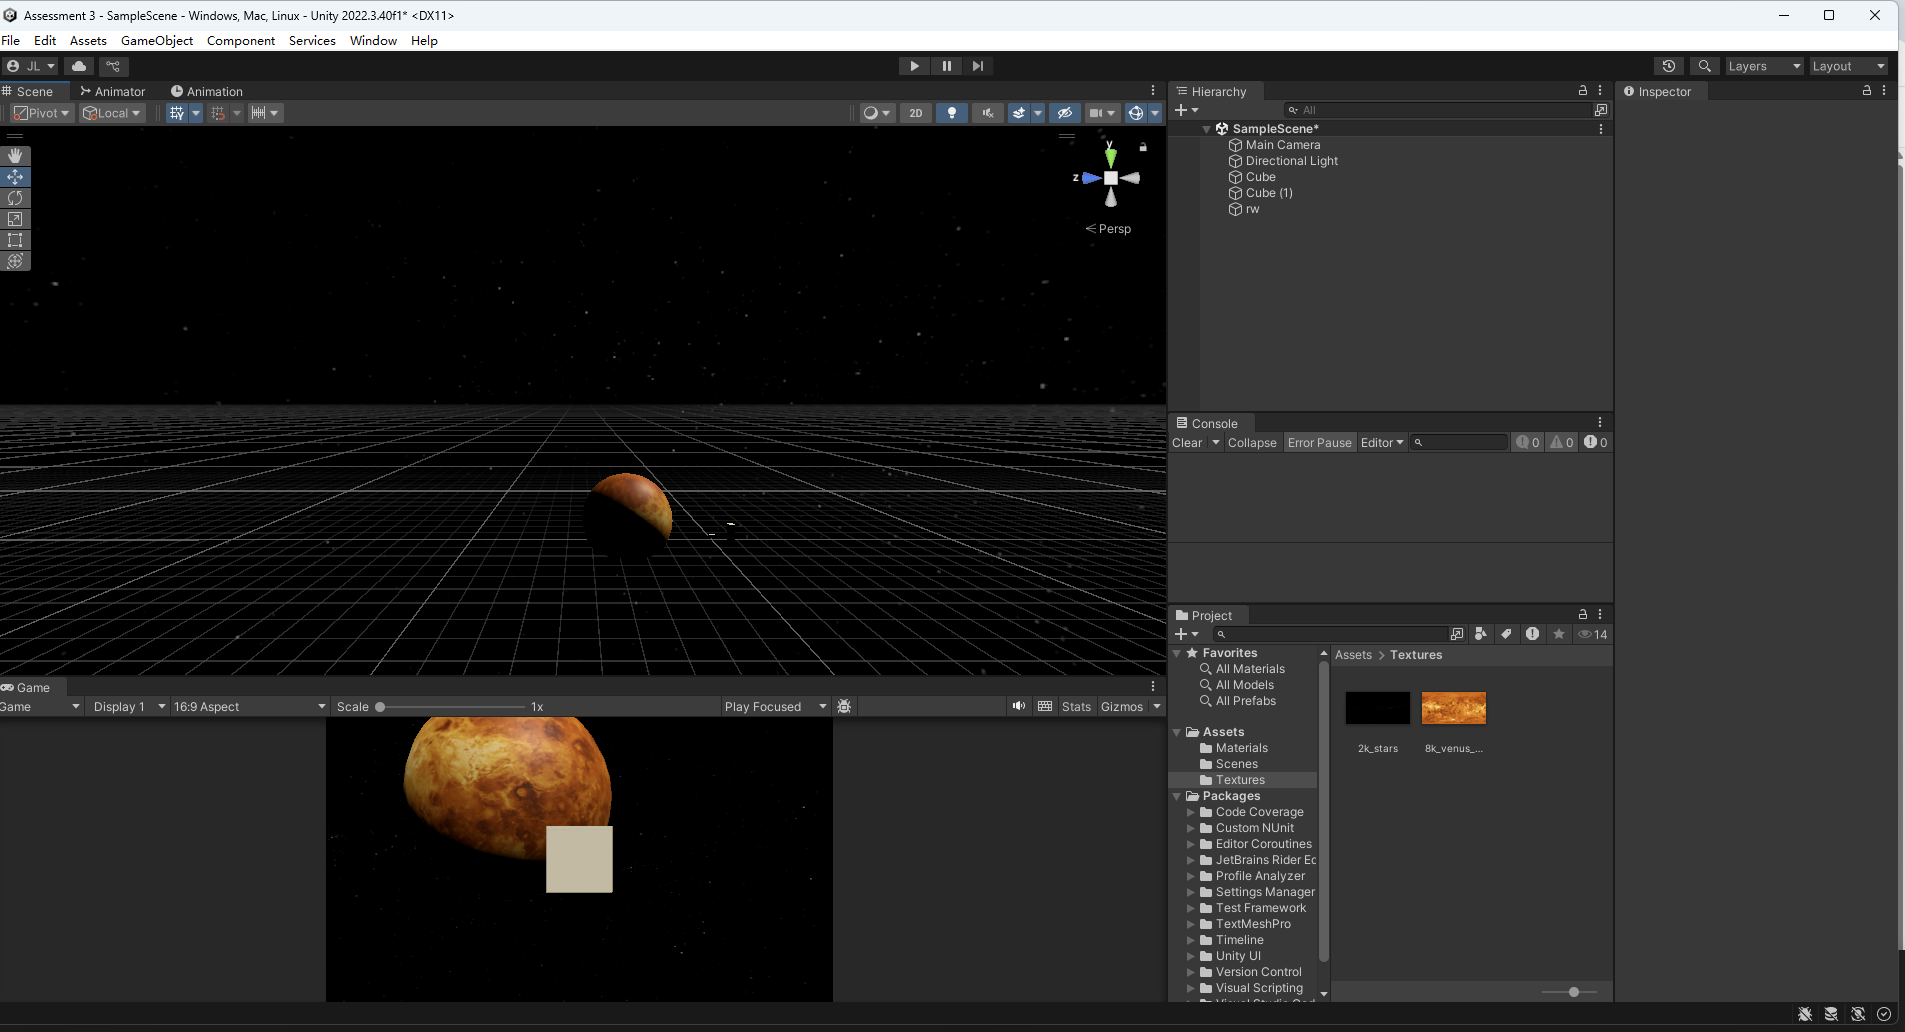 Assessment 3 - SampleScene - Windows, Mac, Linux - Unity 2022.3.40f1* <DX11>
File Edit Assets GameObject Component Services Window Help
JL Layers Layout
Scene Animator Animation
Pivot Local 2D
y
z
Persp
Hierarchy
All
SampleScene*
Main Camera
Directional Light
Cube
Cube (1)
rw
Inspector
Console
Clear Collapse Error Pause Editor 0 0 0
Game
Game Display 1 16:9 Aspect Scale 1x Play Focused Stats Gizmos
Project
14
Favorites
All Materials
All Models
All Prefabs
Assets
Materials
Scenes
Textures
Packages
Code Coverage
Custom NUnit
Editor Coroutines
JetBrains Rider Ec
Profile Analyzer
Settings Manager
Test Framework
TextMeshPro
Timeline
Unity UI
Version Control
Visual Scripting
Assets > Textures
2k_stars 8k_venus_...